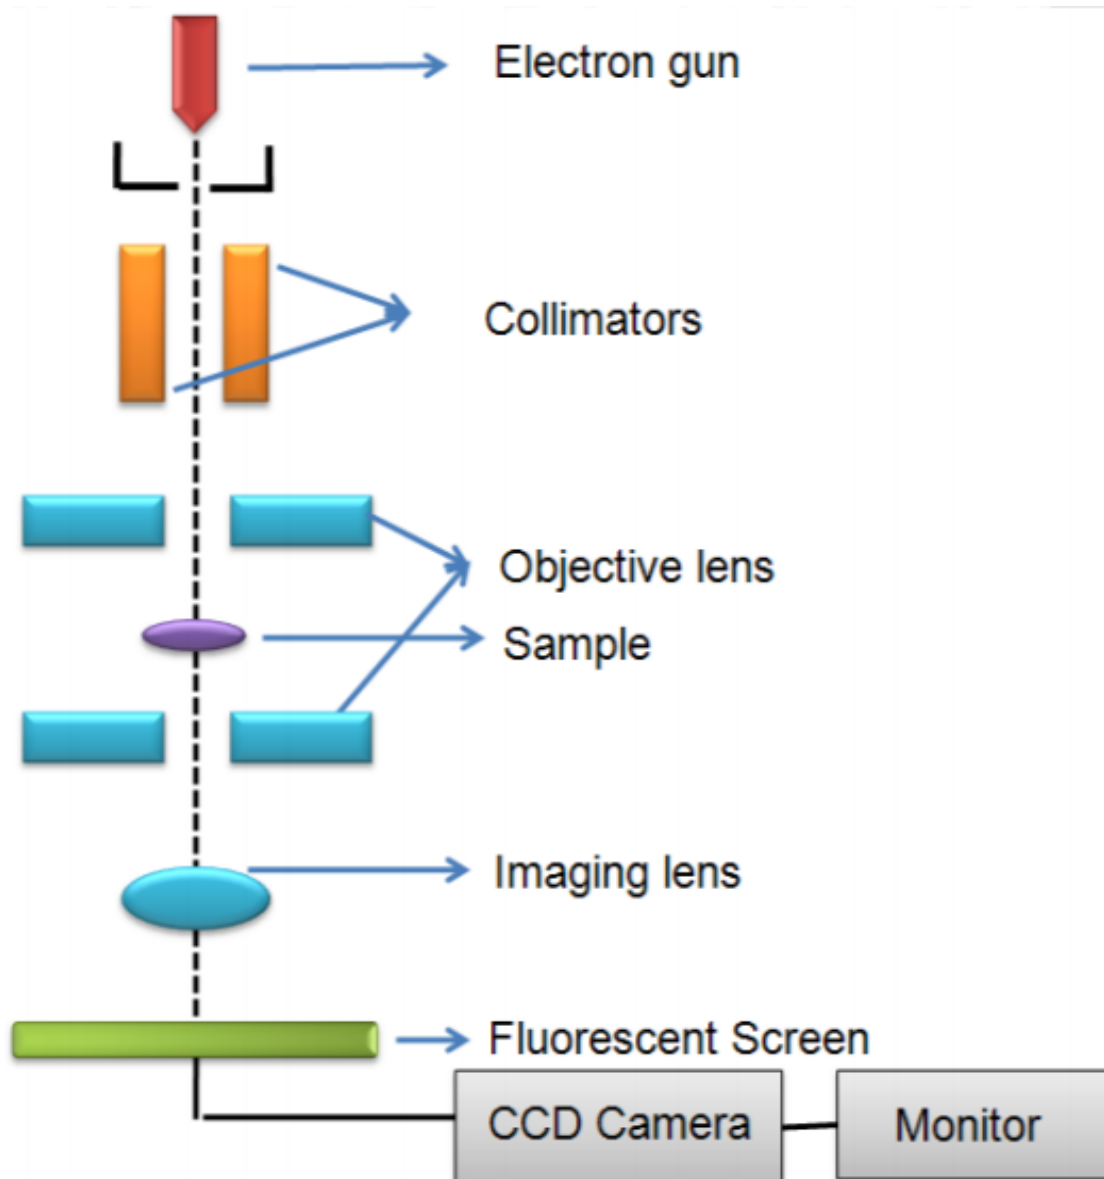 Electron gun
Collimators
Objective lens
Sample
Imaging lens
Fluorescent Screen
CCD Camera
Monitor